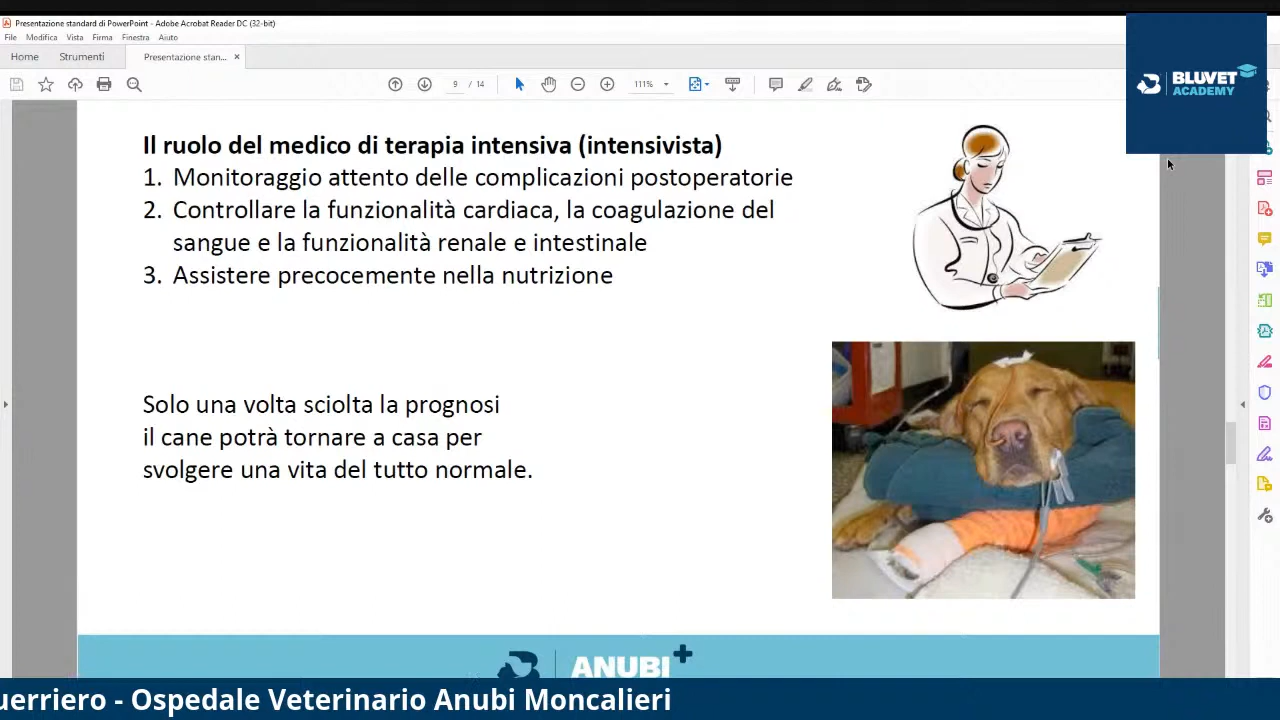 Presentazione standard di PowerPoint - Adobe Acrobat Reader DC (32-bit)
File Modifica Vista Firma Finestra Aiuto
Home Strumenti Presentazione stan... ×
9 / 14 111%
BLUVET
ACADEMY
Il ruolo del medico di terapia intensiva (intensivista)
1. Monitoraggio attento delle complicazioni postoperatorie
2. Controllare la funzionalità cardiaca, la coagulazione del
sangue e la funzionalità renale e intestinale
3. Assistere precocemente nella nutrizione
Solo una volta sciolta la prognosi
il cane potrà tornare a casa per
svolgere una vita del tutto normale.
ANUBI
uerriero - Ospedale Veterinario Anubi Moncalieri